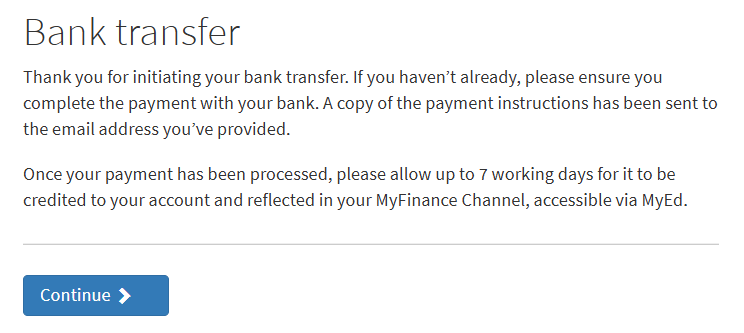 Bank transfer
Thank you for initiating your bank transfer. If you haven’t already, please ensure you
complete the payment with your bank. A copy of the payment instructions has been sent to
the email address you’ve provided.
Once your payment has been processed, please allow up to 7 working days for it to be
credited to your account and reflected in your MyFinance Channel, accessible via MyEd.
Continue